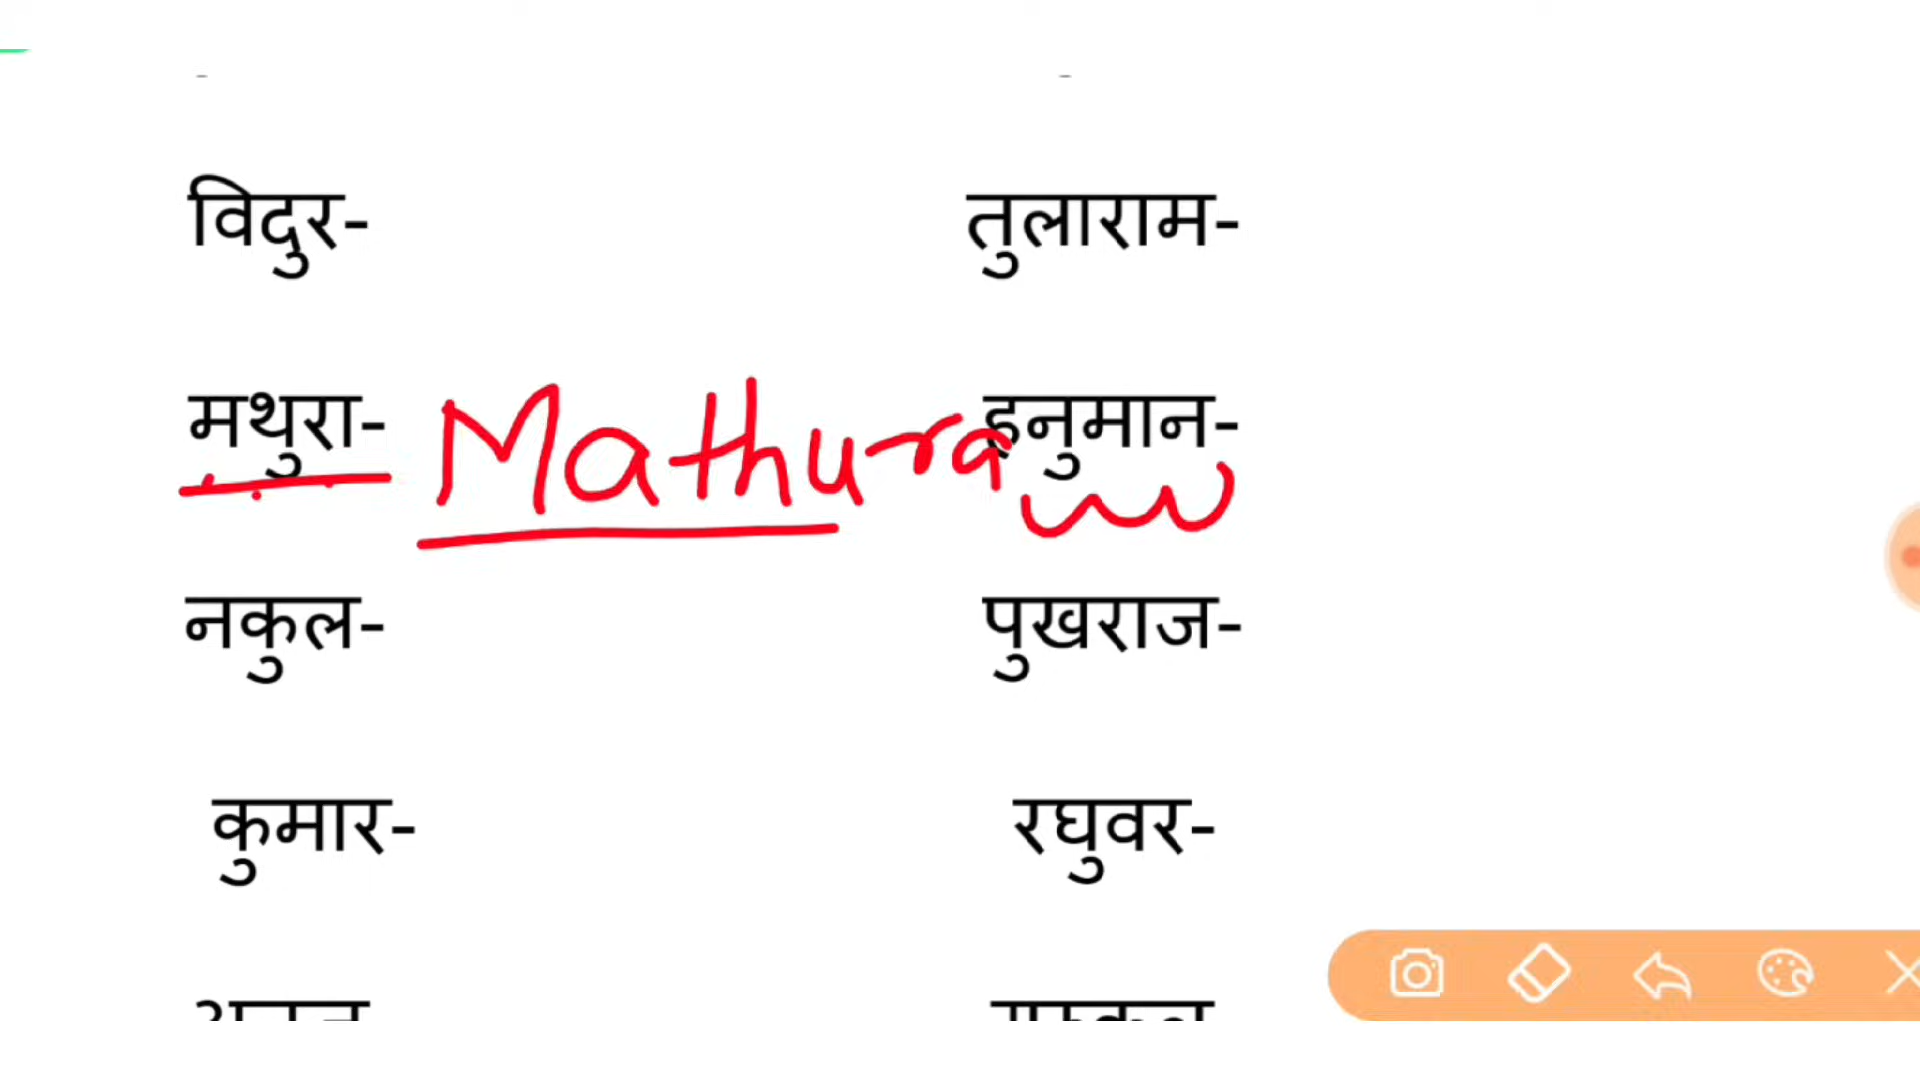 विदुर- तुलाराम-
मथुरा- Mathura हनुमान-
नकुल- पुखराज-
कुमार- रघुवर-